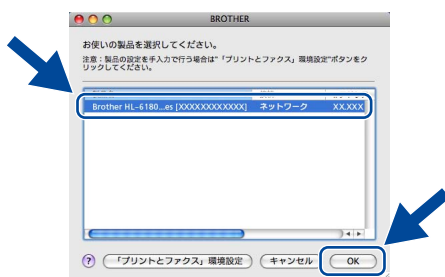 BROTHER
お使いの製品を選択してください。
注意：製品の設定を手入力で行う場合は"「プリントとファクス」環境設定"ボタンをク
リックしてください。
Brother HL-6180...es [XXXXXXXXXXXX] ネットワーク XX.XXX
? 「プリントとファクス」環境設定 キャンセル OK